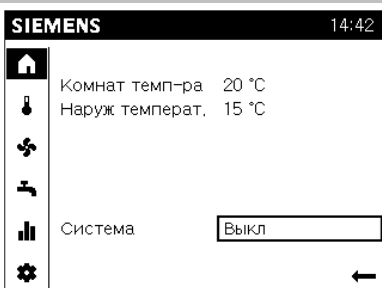 SIEMENS 14:42
Комнат темп-ра 20 °C
Наруж температ. 15 °C
Система Выкл